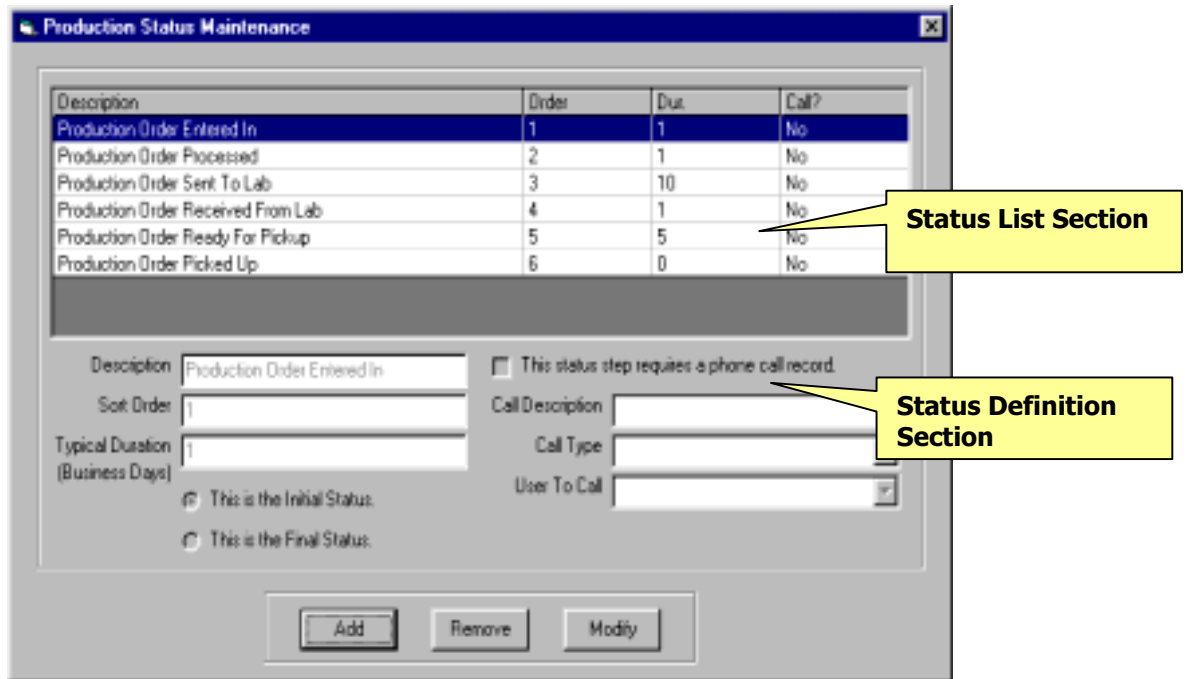 Production Status Maintenance
Description Order Dur. Call?
Production Order Entered In 1 1 No
Production Order Processed 2 1 No
Production Order Sent To Lab 3 10 No
Production Order Received From Lab 4 1 No
Production Order Ready For Pickup 5 5 No
Production Order Picked Up 6 0 No
Status List Section
Description Production Order Entered In
This status step requires a phone call record.
Sort Order 1
Call Description
Status Definition
Section
Typical Duration 1
(Business Days)
Call Type
User To Call
This is the Initial Status.
This is the Final Status.
Add Remove Modify